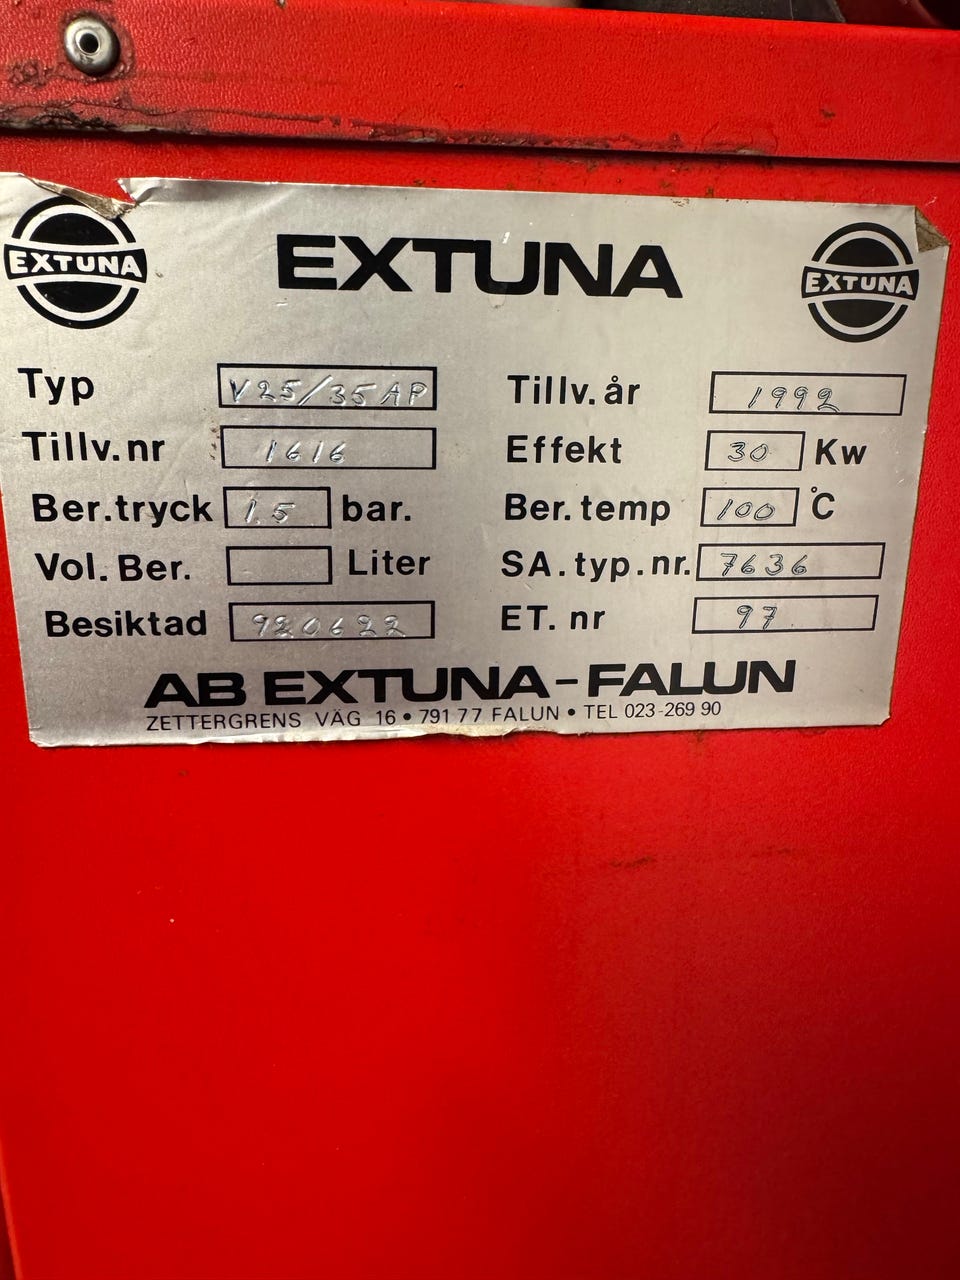 EXTUNA EXTUNA EXTUNA
Typ V25/35AP Tillv.år 1992
Tillv.nr 1616 Effekt 30 Kw
Ber.tryck 1.5 bar. Ber.temp 100 °C
Vol.Ber. Liter SA.typ.nr. 7636
Besiktad 920622 ET.nr 97
AB EXTUNA-FALUN
ZETTERGRENS VÄG 16 • 791 77 FALUN • TEL 023-269 90